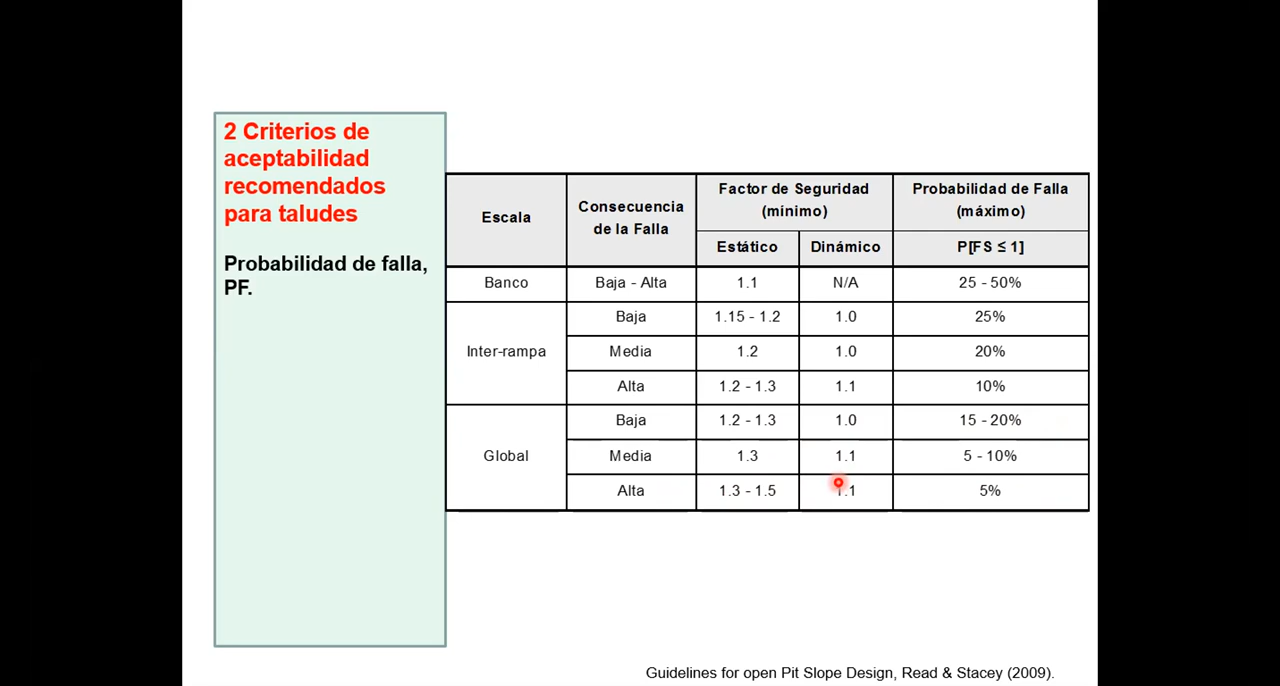 2 Criterios de
aceptabilidad
recomendados
para taludes
Probabilidad de falla,
PF.
Escala
Consecuencia
de la Falla
Factor de Seguridad
(mínimo)
Probabilidad de Falla
(máximo)
Estático
Dinámico
P[FS ≤ 1]
Banco
Baja - Alta
1.1
N/A
25 - 50%
Inter-rampa
Baja
1.15 - 1.2
1.0
25%
Media
1.2
1.0
20%
Alta
1.2 - 1.3
1.1
10%
Global
Baja
1.2 - 1.3
1.0
15 - 20%
Media
1.3
1.1
5 - 10%
Alta
1.3 - 1.5
1.1
5%
Guidelines for open Pit Slope Design, Read & Stacey (2009).